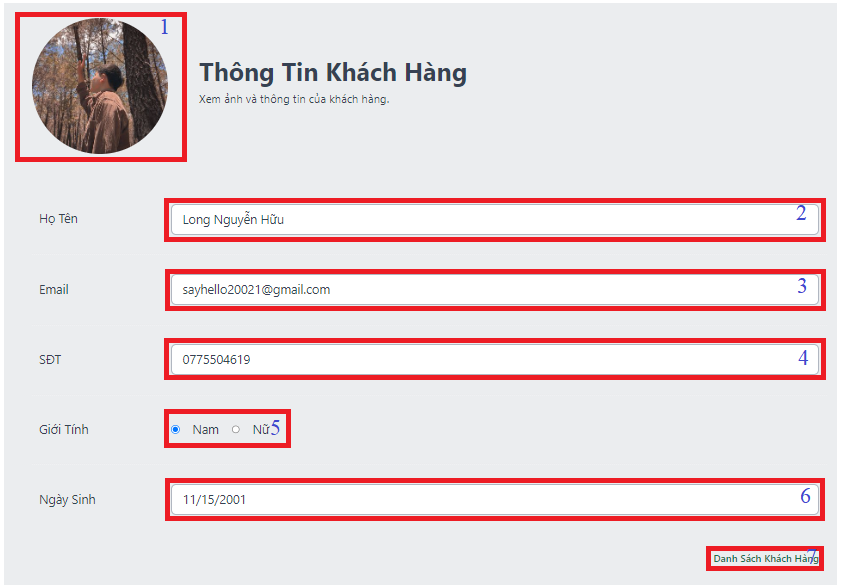 1
Thông Tin Khách Hàng
Xem ảnh và thông tin của khách hàng.
Họ Tên Long Nguyễn Hữu 2
Email sayhello20021@gmail.com 3
SĐT 0775504619 4
Giới Tính Nam Nữ 5
Ngày Sinh 11/15/2001 6
Danh Sách Khách Hàng 7